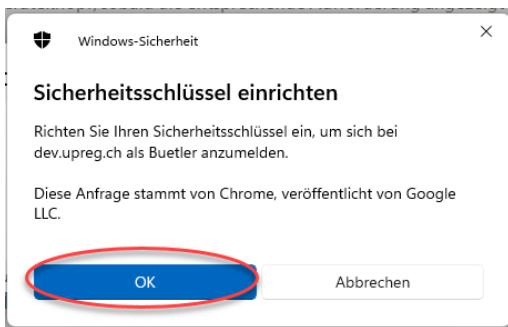 Windows-Sicherheit
Sicherheitsschlüssel einrichten
Richten Sie Ihren Sicherheitsschlüssel ein, um sich bei
dev.upreg.ch als Buetler anzumelden.
Diese Anfrage stammt von Chrome, veröffentlicht von Google
LLC.
OK
Abbrechen